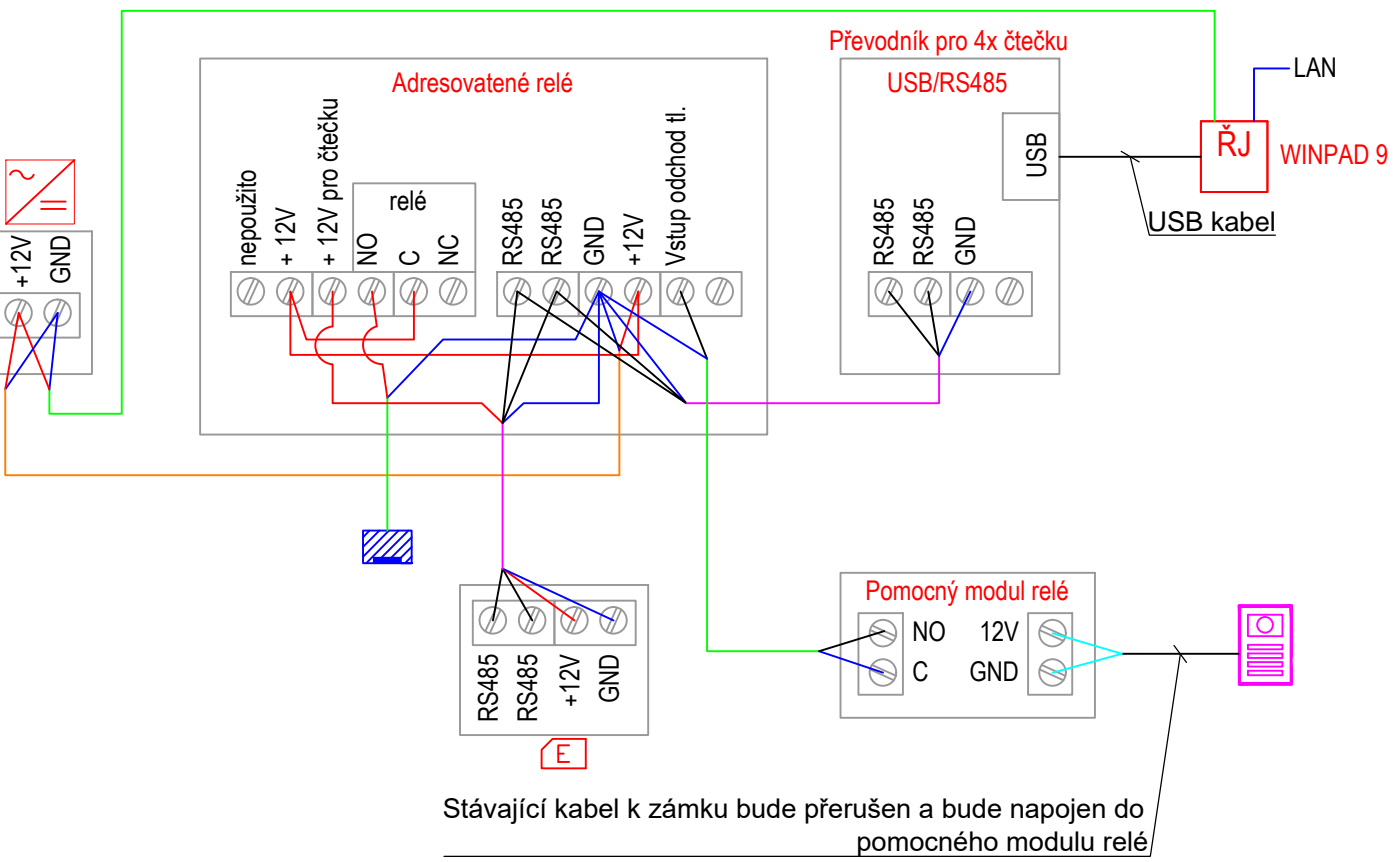 Převodník pro 4x čtečku
USB/RS485
LAN
Adresovatené relé
ŘJ
WINPAD 9
USB
USB kabel
nepoužito
+ 12V
+ 12V pro čtečku
relé
NO
C
NC
RS485
RS485
GND
+12V
Vstup odchod tl.
RS485
RS485
GND
+12V
GND
Pomocný modul relé
NO
12V
C
GND
RS485
RS485
+12V
GND
E
Stávající kabel k zámku bude přerušen a bude napojen do
pomocného modulu relé